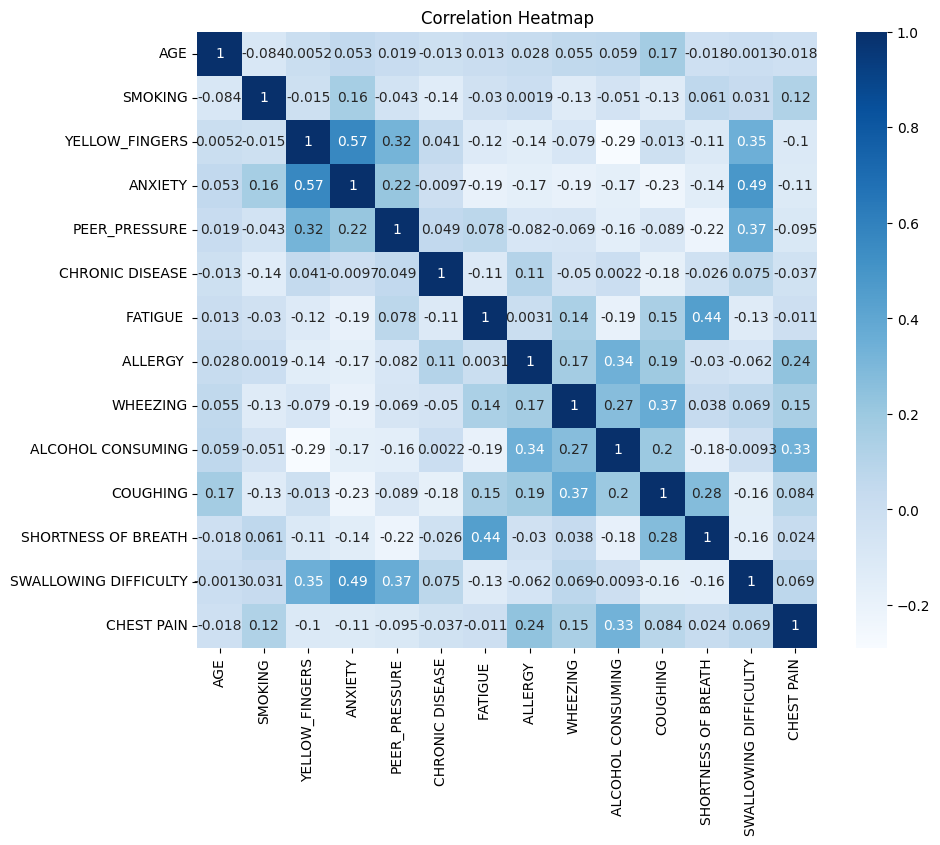 Correlation Heatmap
AGE 1 -0.084 0.0052 0.053 0.019 -0.013 0.013 0.028 0.055 0.059 0.17 -0.018 -0.0013 -0.018
SMOKING -0.084 1 -0.015 0.16 -0.043 -0.14 -0.03 0.0019 -0.13 -0.051 -0.13 0.061 0.031 0.12
YELLOW_FINGERS 0.0052 -0.015 1 0.57 0.32 0.041 -0.12 -0.14 -0.079 -0.29 -0.013 -0.11 0.35 -0.1
ANXIETY 0.053 0.16 0.57 1 0.22 -0.0097 -0.19 -0.17 -0.19 -0.17 -0.23 -0.14 0.49 -0.11
PEER_PRESSURE 0.019 -0.043 0.32 0.22 1 0.049 0.078 -0.082 -0.069 -0.16 -0.089 -0.22 0.37 -0.095
CHRONIC DISEASE -0.013 -0.14 0.041 -0.0097 0.049 1 -0.11 0.11 -0.05 0.0022 -0.18 -0.026 0.075 -0.037
FATIGUE 0.013 -0.03 -0.12 -0.19 0.078 -0.11 1 0.0031 0.14 -0.19 0.15 0.44 -0.13 -0.011
ALLERGY 0.028 0.0019 -0.14 -0.17 -0.082 0.11 0.0031 1 0.17 0.34 0.19 -0.03 -0.062 0.24
WHEEZING 0.055 -0.13 -0.079 -0.19 -0.069 -0.05 0.14 0.17 1 0.27 0.37 0.038 0.069 0.15
ALCOHOL CONSUMING 0.059 -0.051 -0.29 -0.17 -0.16 0.0022 -0.19 0.34 0.27 1 0.2 -0.18 -0.0093 0.33
COUGHING 0.17 -0.13 -0.013 -0.23 -0.089 -0.18 0.15 0.19 0.37 0.2 1 0.28 -0.16 0.084
SHORTNESS OF BREATH -0.018 0.061 -0.11 -0.14 -0.22 -0.026 0.44 -0.03 0.038 -0.18 0.28 1 -0.16 0.024
SWALLOWING DIFFICULTY -0.0013 0.031 0.35 0.49 0.37 0.075 -0.13 -0.062 0.069 -0.0093 -0.16 -0.16 1 0.069
CHEST PAIN -0.018 0.12 -0.1 -0.11 -0.095 -0.037 -0.011 0.24 0.15 0.33 0.084 0.024 0.069 1
AGE
SMOKING
YELLOW_FINGERS
ANXIETY
PEER_PRESSURE
CHRONIC DISEASE
FATIGUE
ALLERGY
WHEEZING
ALCOHOL CONSUMING
COUGHING
SHORTNESS OF BREATH
SWALLOWING DIFFICULTY
CHEST PAIN
1.0
0.8
0.6
0.4
0.2
0.0
−0.2